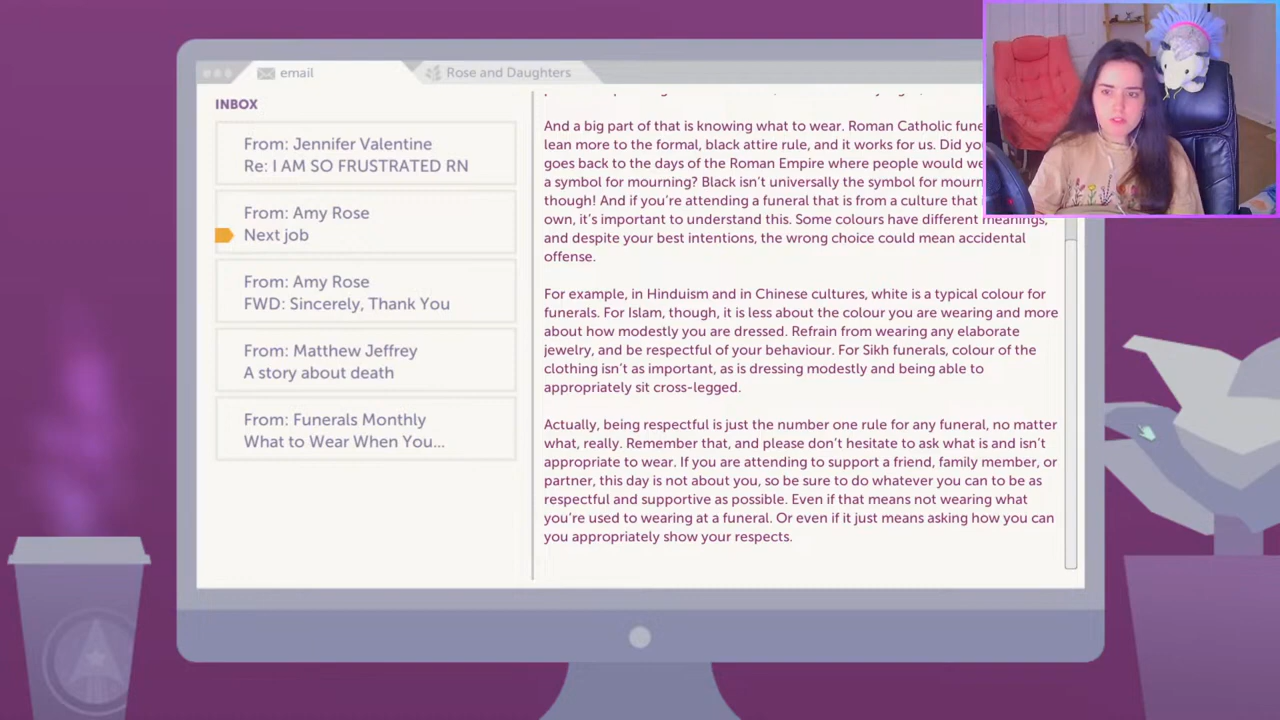 email
Rose and Daughters
INBOX
From: Jennifer Valentine
Re: I AM SO FRUSTRATED RN
From: Amy Rose
Next job
From: Amy Rose
FWD: Sincerely, Thank You
From: Matthew Jeffrey
A story about death
From: Funerals Monthly
What to Wear When You...
And a big part of that is knowing what to wear. Roman Catholic
lean more to the formal, black attire rule, and it works for us. Did
goes back to the days of the Roman Empire where people would
a symbol for mourning? Black isn't universally the symbol for
though! And if you're attending a funeral that is from a culture that
own, it's important to understand this. Some colours have different meanings,
and despite your best intentions, the wrong choice could mean accidental
offense.
For example, in Hinduism and in Chinese cultures, white is a typical colour for
funerals. For Islam, though, it is less about the colour you are wearing and more
about how modestly you are dressed. Refrain from wearing any elaborate
jewelry, and be respectful of your behaviour. For Sikh funerals, colour of the
clothing isn't as important, as is dressing modestly and being able to
appropriately sit cross-legged.
Actually, being respectful is just the number one rule for any funeral, no matter
what, really. Remember that, and please don't hesitate to ask what is and isn't
appropriate to wear. If you are attending to support a friend, family member, or
partner, this day is not about you, so be sure to do whatever you can to be as
respectful and supportive as possible. Even if that means not wearing what
you're used to wearing at a funeral. Or even if it just means asking how you can
you appropriately show your respects.